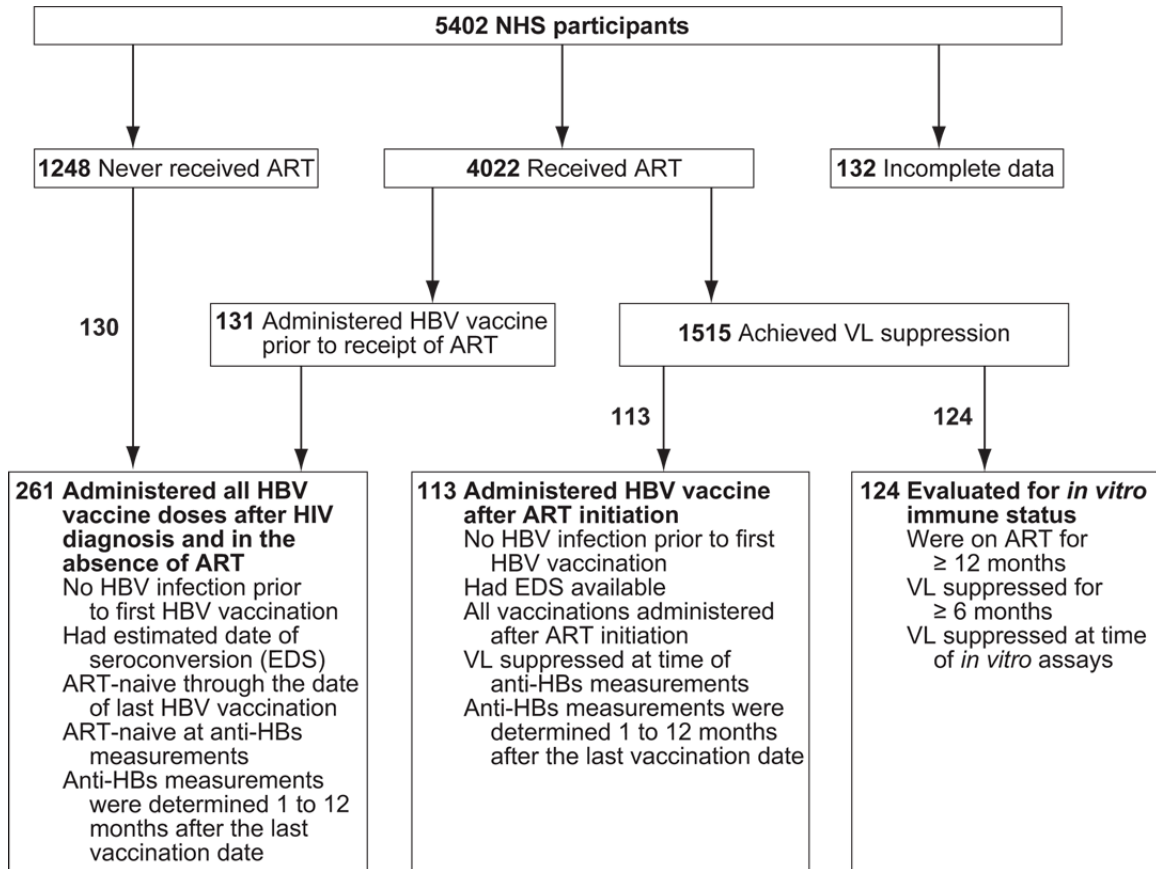 5402 NHS participants
1248 Never received ART
4022 Received ART
132 Incomplete data
130
131 Administered HBV vaccine
prior to receipt of ART
1515 Achieved VL suppression
113
124
261 Administered all HBV
vaccine doses after HIV
diagnosis and in the
absence of ART
No HBV infection prior
to first HBV vaccination
Had estimated date of
seroconversion (EDS)
ART-naive through the date
of last HBV vaccination
ART-naive at anti-HBs
measurements
Anti-HBs measurements
were determined 1 to 12
months after the last
vaccination date
113 Administered HBV vaccine
after ART initiation
No HBV infection prior to first
HBV vaccination
Had EDS available
All vaccinations administered
after ART initiation
VL suppressed at time of
anti-HBs measurements
Anti-HBs measurements were
determined 1 to 12 months
after the last vaccination date
124 Evaluated for in vitro
immune status
Were on ART for
≥ 12 months
VL suppressed for
≥ 6 months
VL suppressed at time
of in vitro assays